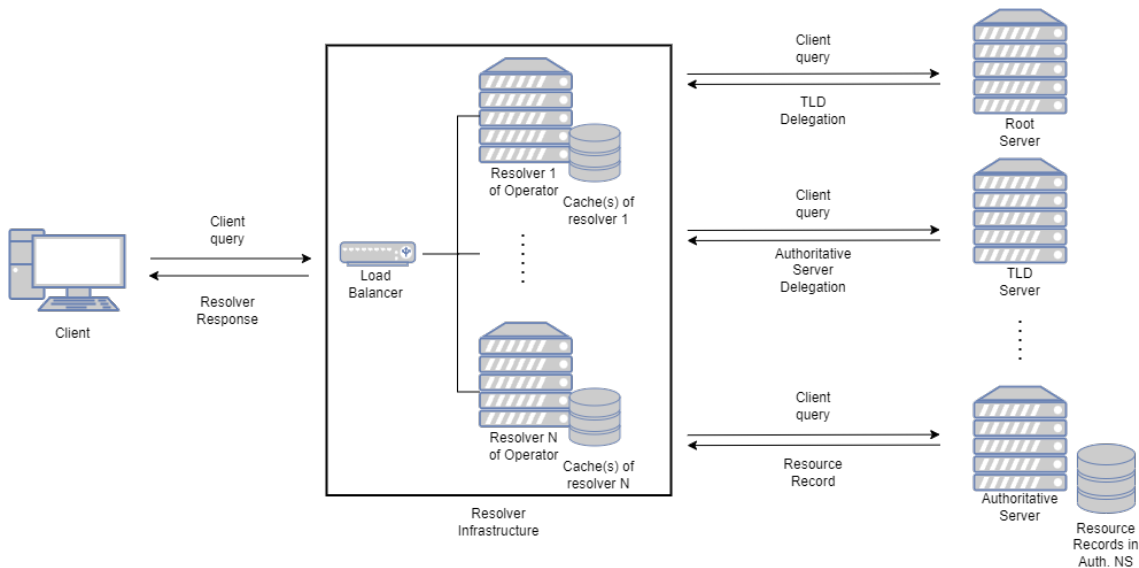 Client
query
TLD
Delegation
Root
Server
Resolver 1
of Operator
Cache(s) of
resolver 1
Client
query
Authoritative
Server
Delegation
TLD
Server
Client
query
Resolver
Response
Client
Load
Balancer
Resolver N
of Operator
Cache(s) of
resolver N
Client
query
Resource
Record
Authoritative
Server
Resource
Records in
Auth. NS
Resolver
Infrastructure